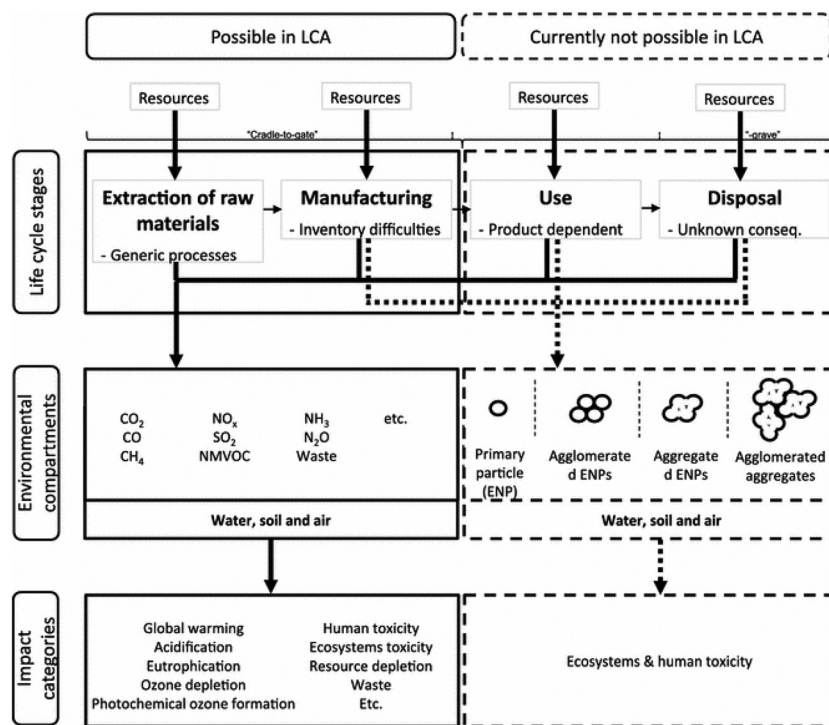 Possible in LCA
Currently not possible in LCA
Resources
Resources
Resources
Resources
"Cradle-to-gate"
"-grave"
Life cycle stages
Extraction of raw
materials
- Generic processes
Manufacturing
- Inventory difficulties
Use
- Product dependent
Disposal
- Unknown conseq.
Environmental
compartments
CO₂
NOₓ
NH₃
etc.
CO
SO₂
N₂O
CH₄
NMVOC
Waste
Primary
particle
(ENP)
Agglomerate
d ENPs
Aggregate
d ENPs
Agglomerated
aggregates
Water, soil and air
Water, soil and air
Impact
categories
Global warming
Acidification
Eutrophication
Ozone depletion
Photochemical ozone formation
Human toxicity
Ecosystems toxicity
Resource depletion
Waste
Etc.
Ecosystems & human toxicity